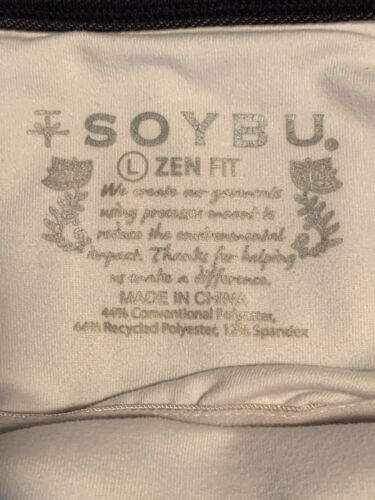 SOYBU.
L ZEN FIT
We create our garments
using processes meant to
reduce the environmental
impact. Thanks for helping
us make a difference.
MADE IN CHINA
44% Conventional Polyester,
44% Recycled Polyester, 12% Spandex